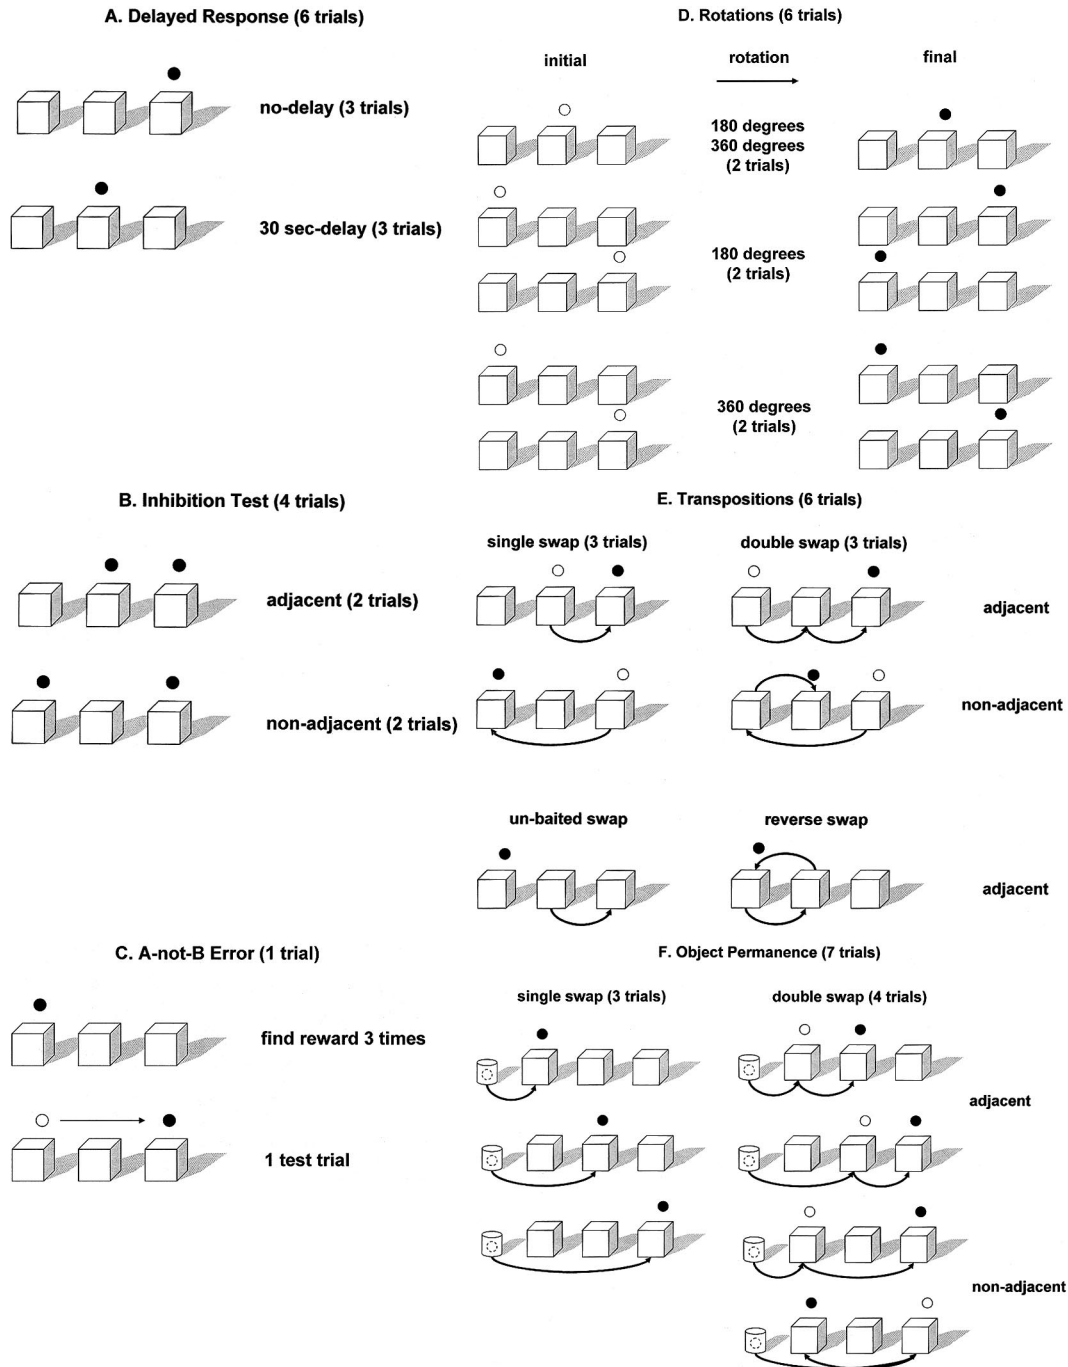 A. Delayed Response (6 trials)
no-delay (3 trials)
30 sec-delay (3 trials)
B. Inhibition Test (4 trials)
adjacent (2 trials)
non-adjacent (2 trials)
C. A-not-B Error (1 trial)
find reward 3 times
1 test trial
D. Rotations (6 trials)
initial
rotation
final
180 degrees
360 degrees
(2 trials)
180 degrees
(2 trials)
360 degrees
(2 trials)
E. Transpositions (6 trials)
single swap (3 trials)
double swap (3 trials)
adjacent
non-adjacent
un-baited swap
reverse swap
adjacent
F. Object Permanence (7 trials)
single swap (3 trials)
double swap (4 trials)
adjacent
non-adjacent